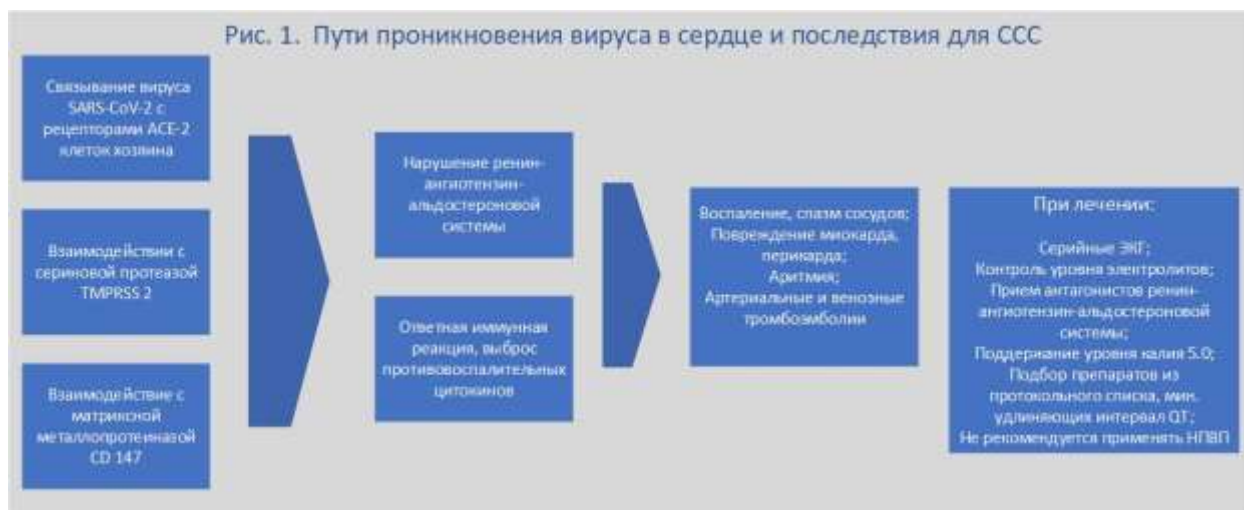 Рис. 1. Пути проникновения вируса в сердце и последствия для ССС
Связывание вируса
SARS-CoV-2 с
рецепторами ACE-2
клеток хозяина
Взаимодействии с
сериновой протеазой
TMPRSS 2
Взаимодействие с
матриксной
металлопротеиназой
CD 147
Нарушение ренин-
ангиотензин-
альдостероновой
системы
Ответная иммунная
реакция, выброс
противовоспалительных
цитокинов
Воспаление, спазм сосудов;
Повреждение миокарда,
перикарда;
Аритмия;
Артериальные и венозные
тромбоэмболии
При лечении:
Серийные ЭКГ;
Контроль уровня электролитов;
Прием антагонистов ренин-
ангиотензин-альдостероновой
системы;
Поддержание уровня калия 5.0;
Подбор препаратов из
протокольного списка, мин.
удлиняющих интервал QT;
Не рекомендуется применять НПВП